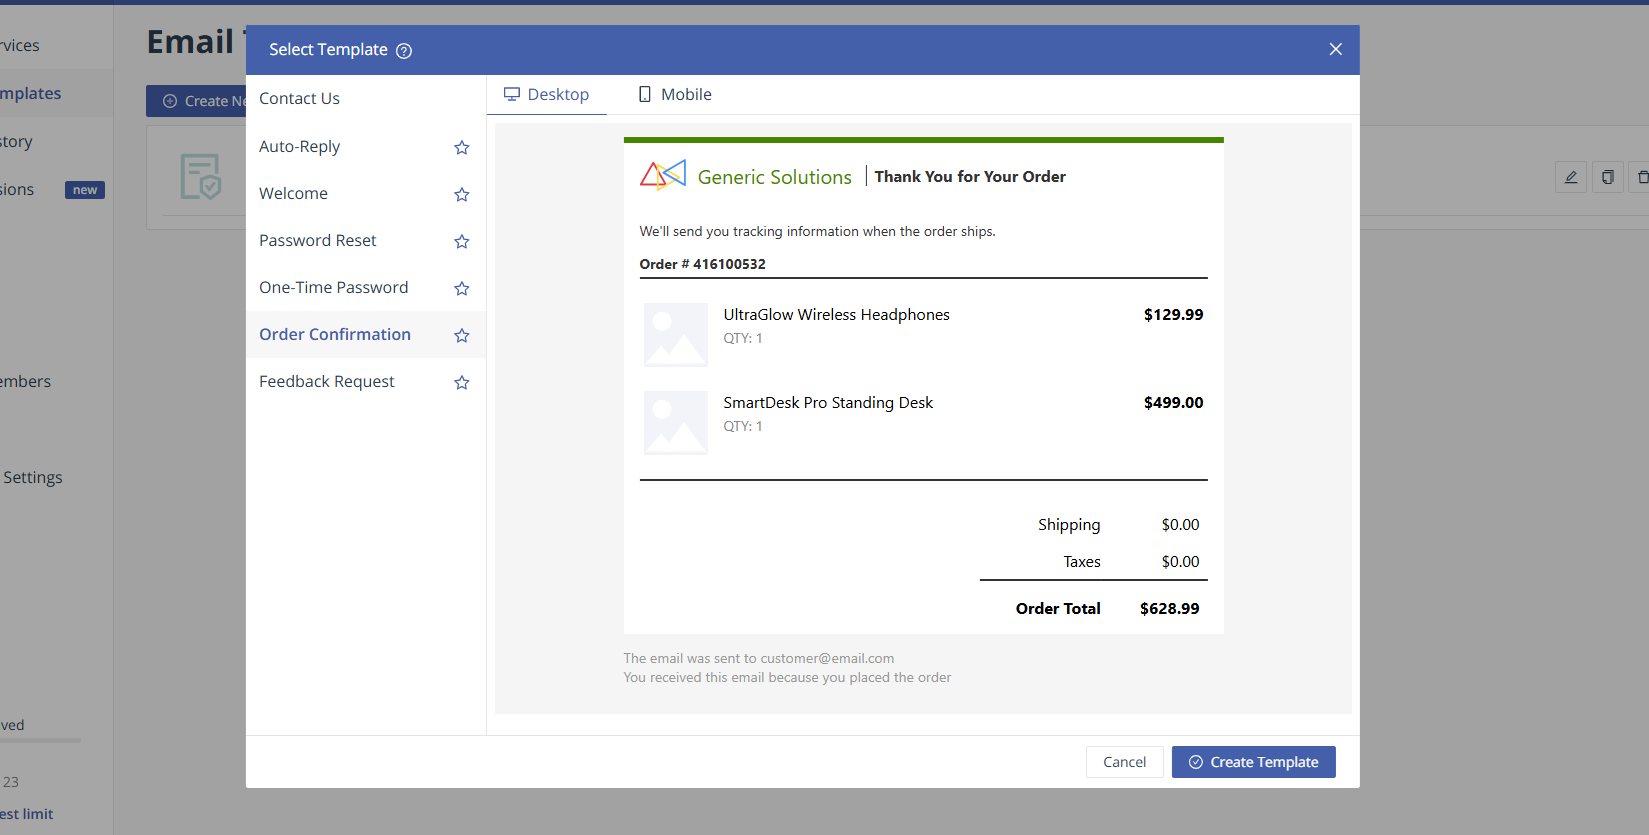 Email
rvices
mplates
story
sions new
embers
Settings
ved
23
est limit
Create Ne
Select Template
Contact Us
Auto-Reply
Welcome
Password Reset
One-Time Password
Order Confirmation
Feedback Request
Desktop Mobile
Generic Solutions Thank You for Your Order
We'll send you tracking information when the order ships.
Order # 416100532
UltraGlow Wireless Headphones $129.99
QTY: 1
SmartDesk Pro Standing Desk $499.00
QTY: 1
Shipping $0.00
Taxes $0.00
Order Total $628.99
The email was sent to customer@email.com
You received this email because you placed the order
Cancel Create Template